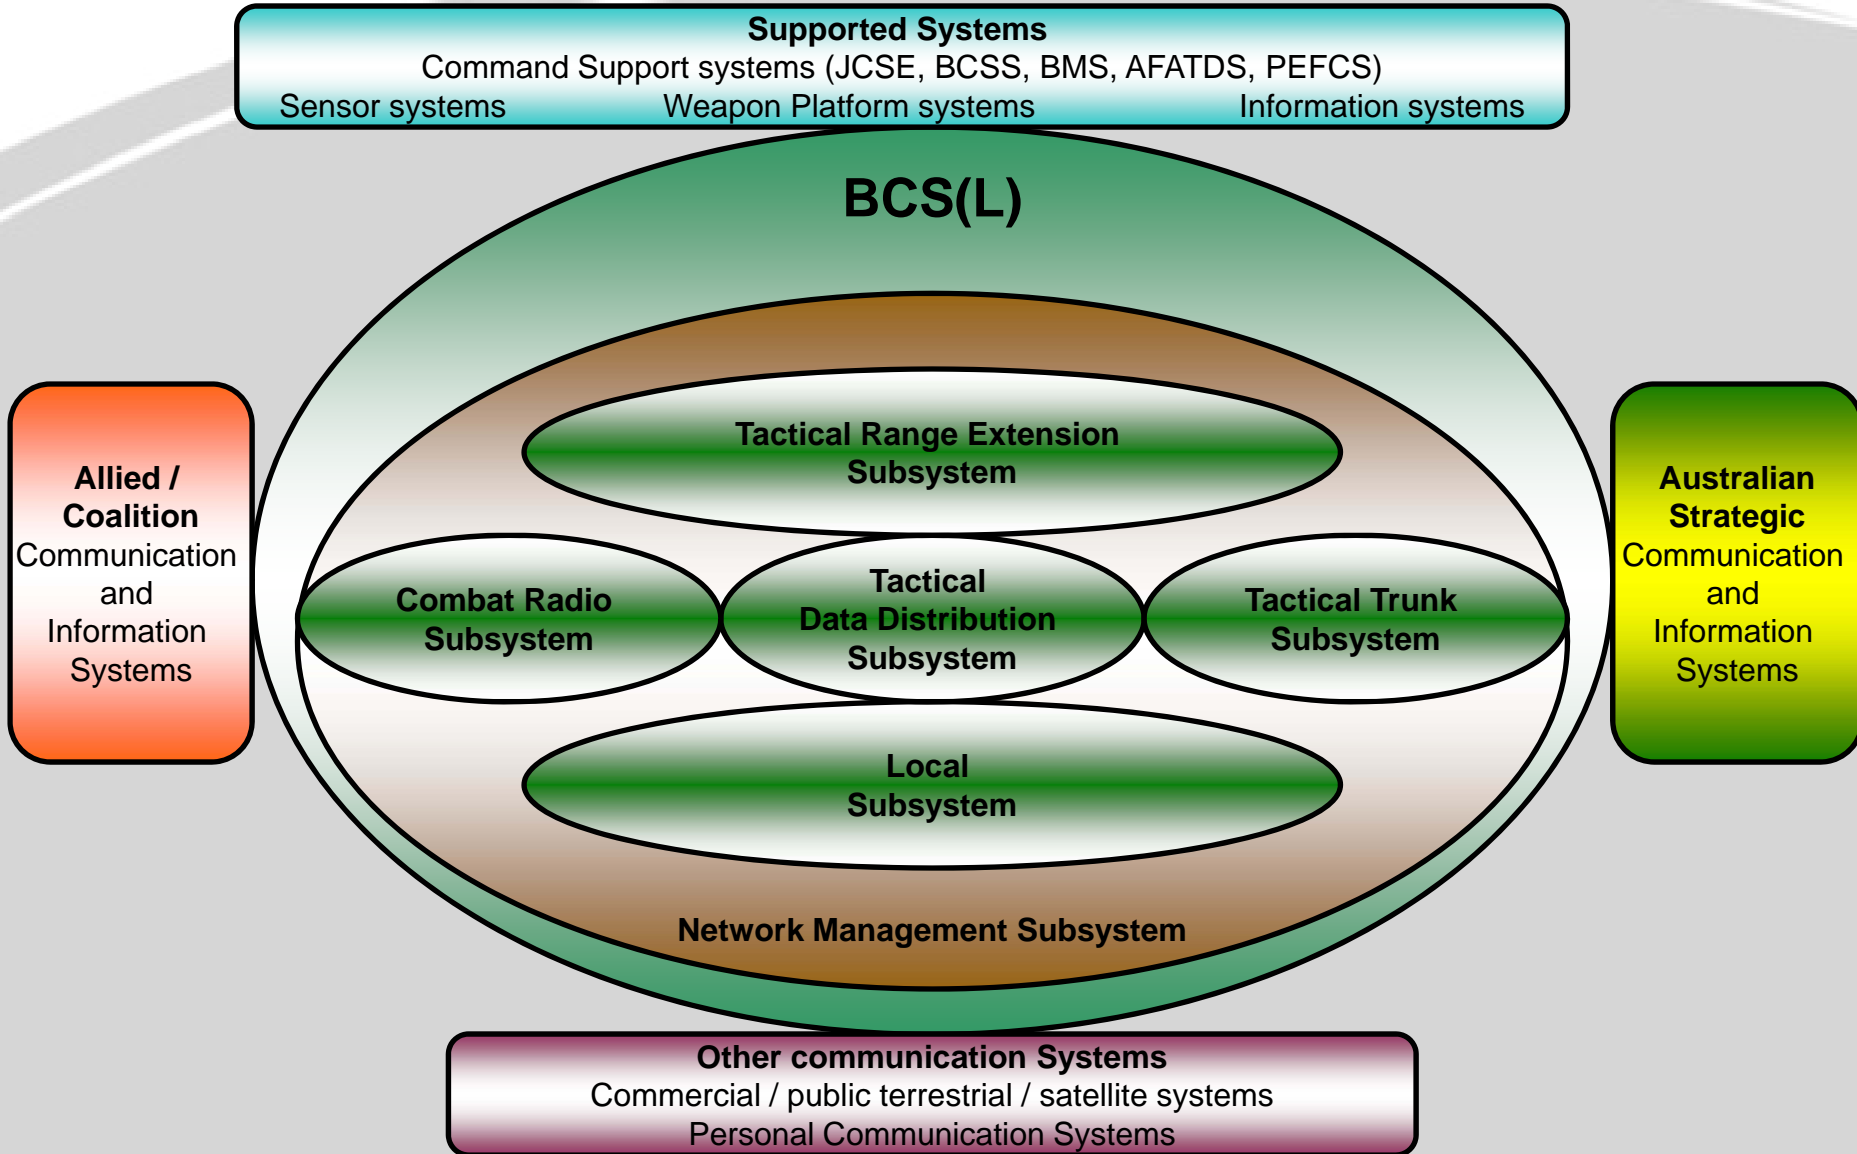 Supported Systems
Command Support systems (JCSE, BCSS, BMS, AFATDS, PEFCS)
Sensor systems Weapon Platform systems Information systems
BCS(L)
Tactical Range Extension
Subsystem
Allied /
Coalition
Communication
and
Information
Systems
Combat Radio
Subsystem
Tactical
Data Distribution
Subsystem
Tactical Trunk
Subsystem
Australian
Strategic
Communication
and
Information
Systems
Local
Subsystem
Network Management Subsystem
Other communication Systems
Commercial / public terrestrial / satellite systems
Personal Communication Systems